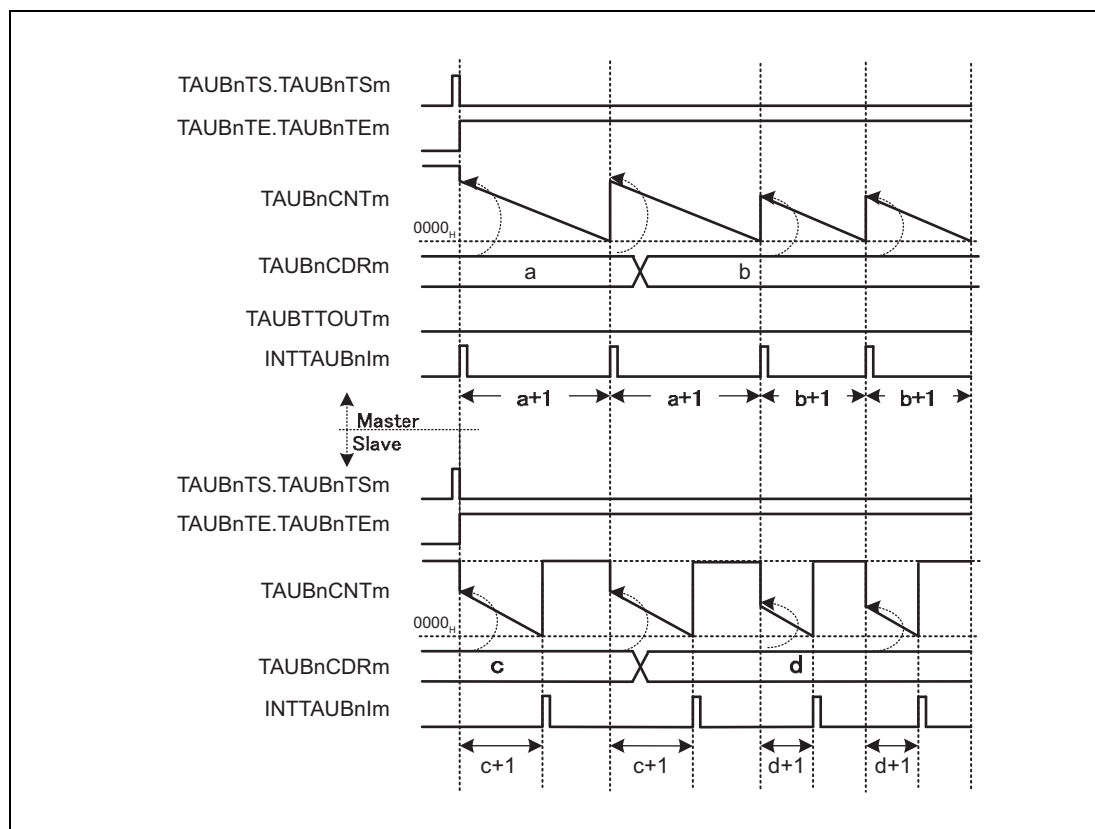 TAUBnTS.TAUBnTSm
TAUBnTE.TAUBnTEm
TAUBnCNTm
0000H
TAUBnCDRm
a
b
TAUBTTOUTm
INTTAUBnIm
a+1
a+1
b+1
b+1
Master
Slave
TAUBnTS.TAUBnTSm
TAUBnTE.TAUBnTEm
TAUBnCNTm
0000H
TAUBnCDRm
c
d
INTTAUBnIm
c+1
c+1
d+1
d+1